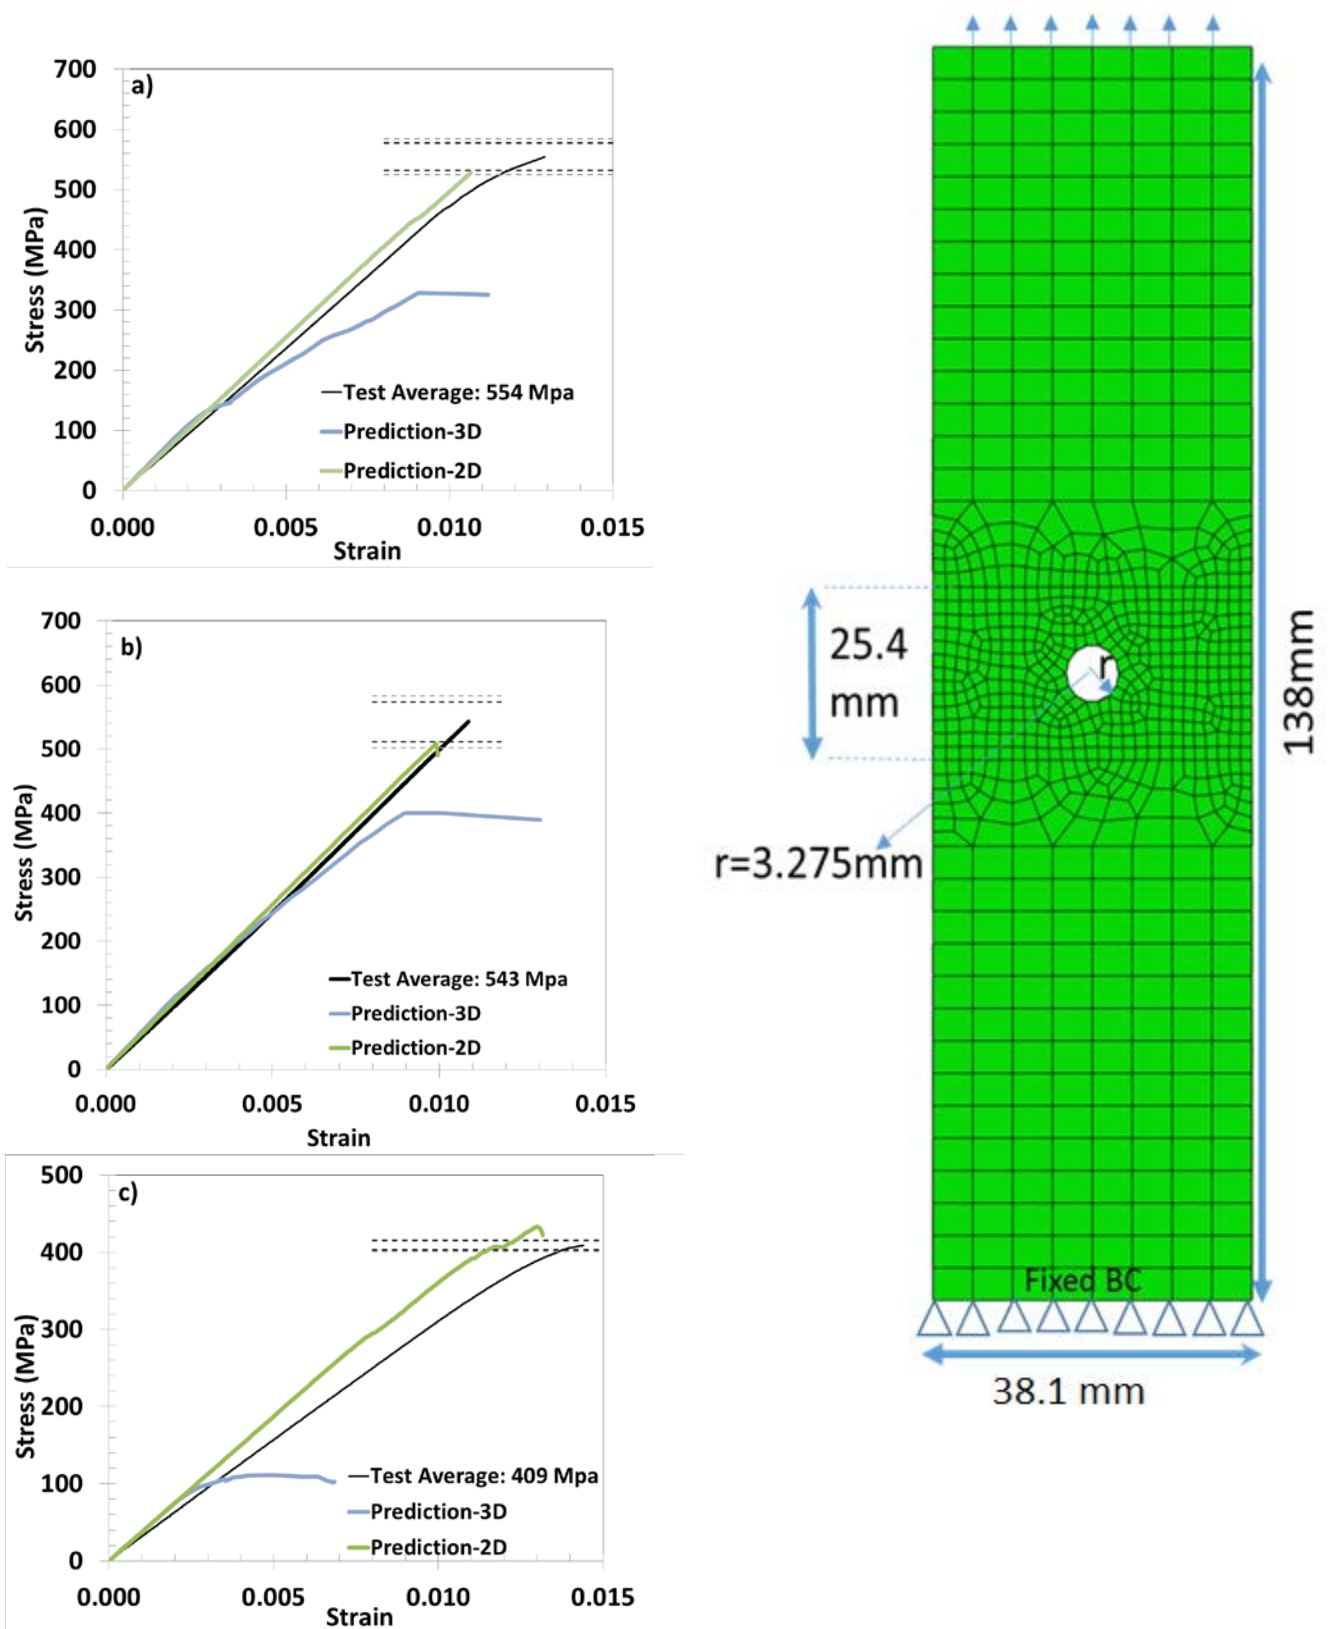 a)
700
600
500
400
300
200
100
0
Stress (MPa)
Test Average: 554 Mpa
Prediction-3D
Prediction-2D
0.000 0.005 0.010 0.015
Strain
b)
700
600
500
400
300
200
100
0
Stress (MPa)
Test Average: 543 Mpa
Prediction-3D
Prediction-2D
0.000 0.005 0.010 0.015
Strain
c)
500
400
300
200
100
0
Stress (MPa)
Test Average: 409 Mpa
Prediction-3D
Prediction-2D
0.000 0.005 0.010 0.015
Strain
25.4
mm
r
r=3.275mm
138mm
Fixed BC
38.1 mm